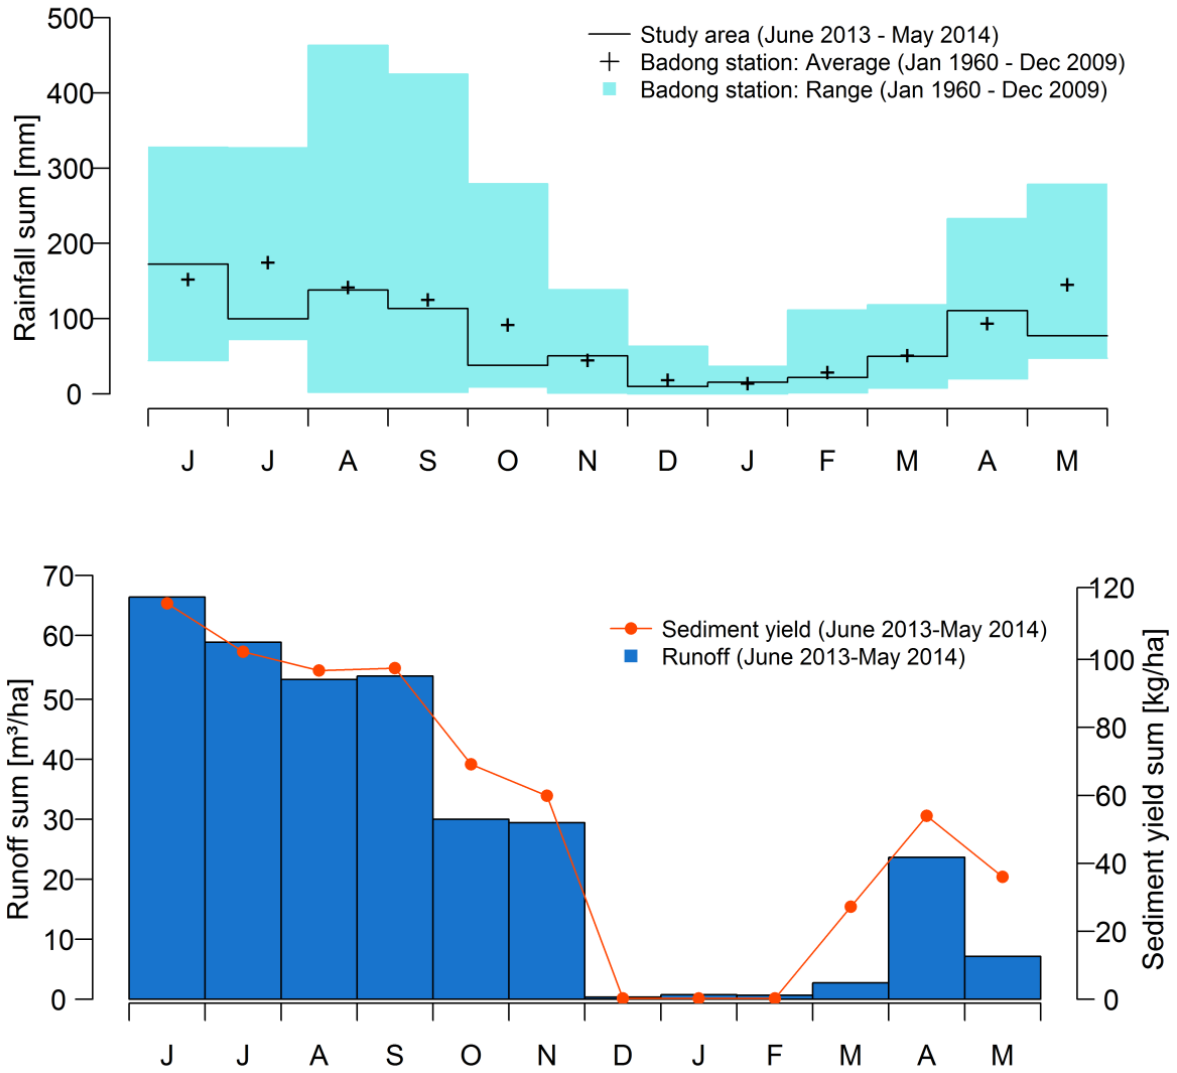 500
400
300
200
100
0
Rainfall sum [mm]
Study area (June 2013 - May 2014)
Badong station: Average (Jan 1960 - Dec 2009)
Badong station: Range (Jan 1960 - Dec 2009)
J J A S O N D J F M A M
70
60
50
40
30
20
10
0
Runoff sum [m³/ha]
Sediment yield (June 2013-May 2014)
Runoff (June 2013-May 2014)
120
100
80
60
40
20
0
Sediment yield sum [kg/ha]
J J A S O N D J F M A M